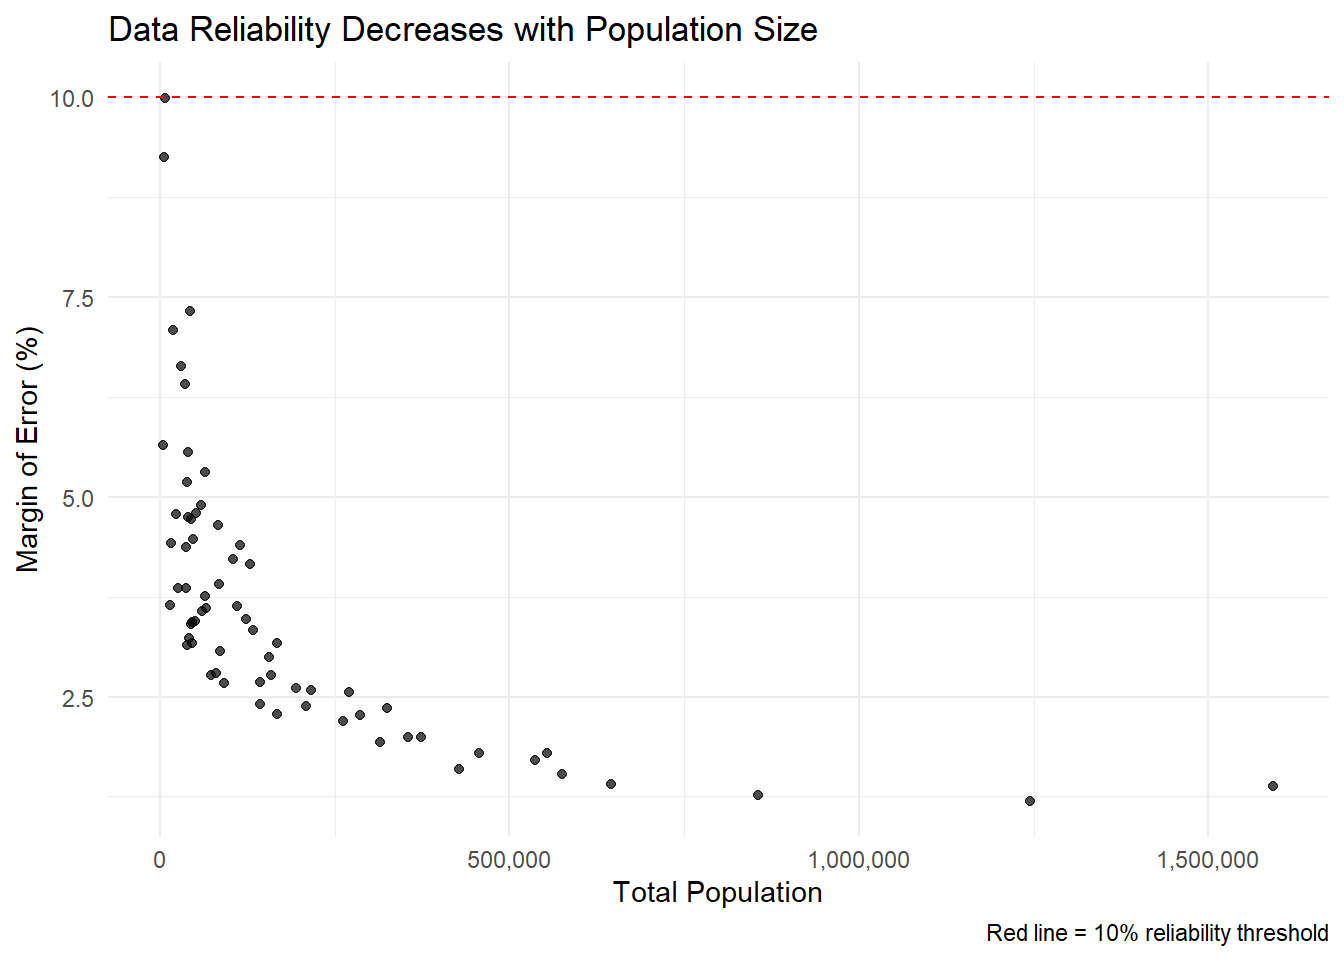 Data Reliability Decreases with Population Size
Margin of Error (%)
10.0
7.5
5.0
2.5
0
500,000
1,000,000
1,500,000
Total Population
Red line = 10% reliability threshold